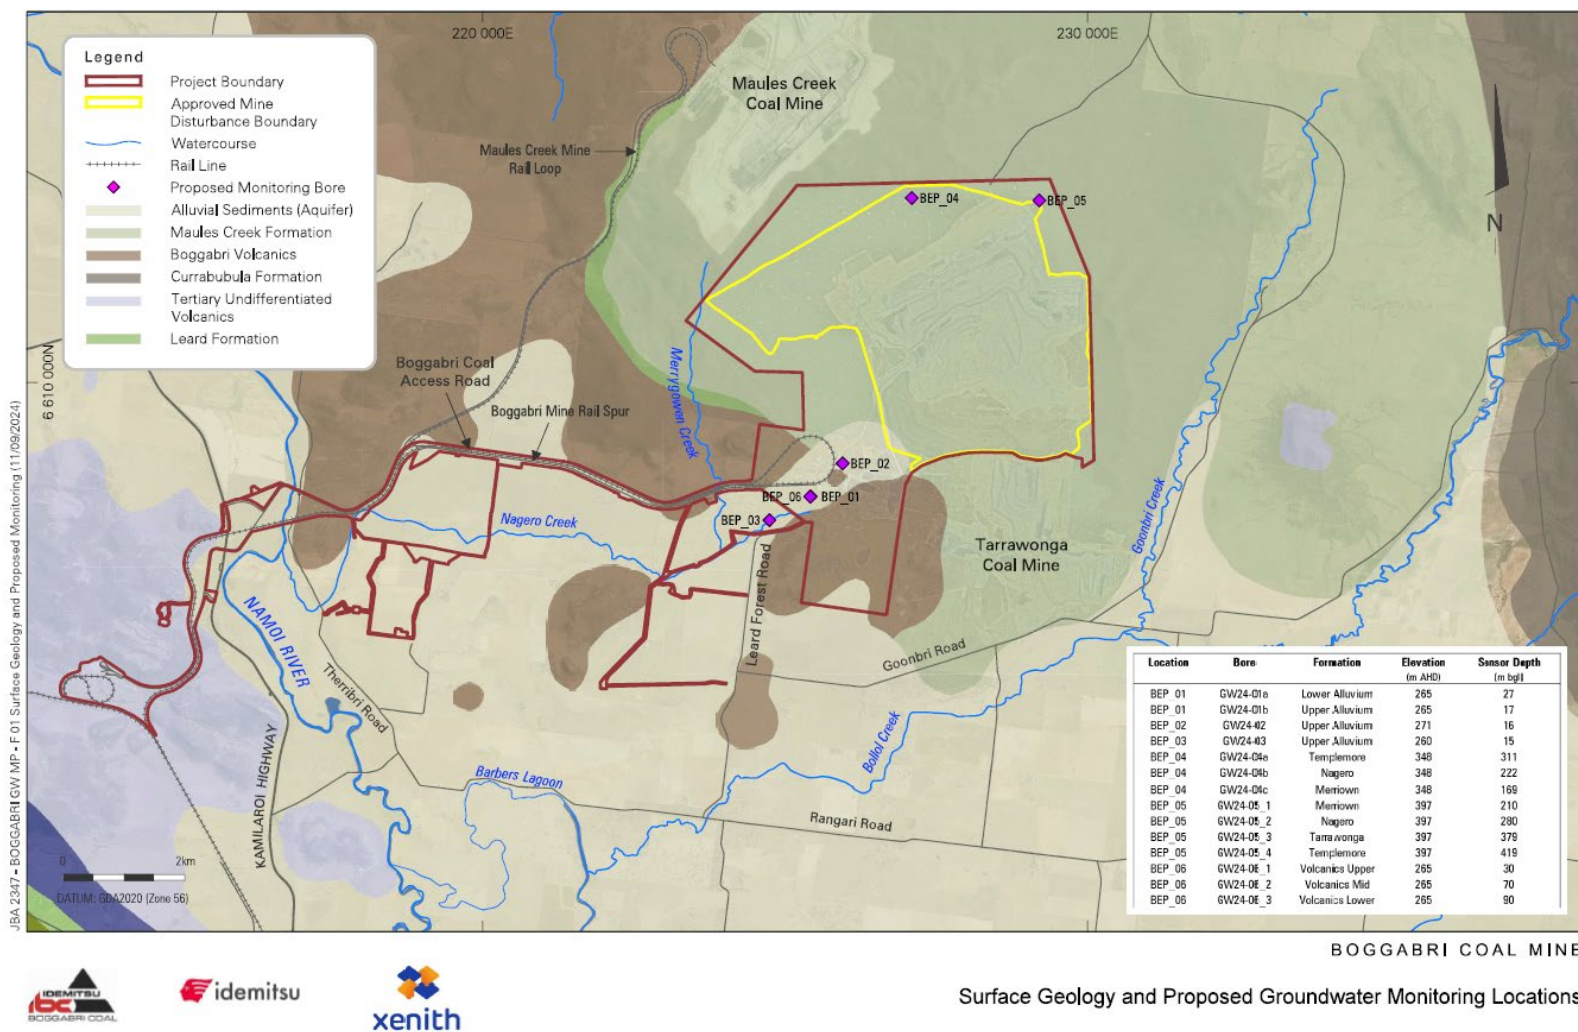 220 000E
230 000E
Legend
Project Boundary
Approved Mine
Disturbance Boundary
Watercourse
Rail Line
Proposed Monitoring Bore
Alluvial Sediments (Aquifer)
Maules Creek Formation
Boggabri Volcanics
Currabubula Formation
Tertiary Undifferentiated
Volcanics
Leard Formation
Maules Creek
Coal Mine
Maules Creek Mine
Rail Loop
BEP_04
BEP_05
N
6 610 000N
Boggabri Coal
Access Road
Boggabri Mine Rail Spur
Merrygowen Creek
BEP_02
BEP_06
BEP_01
BEP_03
Nagero Creek
Goonbri Creek
Tarrawonga
Coal Mine
Leard Forest Road
Goonbri Road
NAMOI RIVER
Therribri Road
KAMILAROI HIGHWAY
Barbers Lagoon
Bollol Creek
Rangari Road
0 2km
DATUM: GDA2020 (Zone 56)
Location Bore Formation Elevation Sensor Depth
(m AHD) (m bgl)
BEP_01 GW24-01a Lower Alluvium 265 27
BEP_01 GW24-01b Upper Alluvium 265 17
BEP_02 GW24-02 Upper Alluvium 271 16
BEP_03 GW24-03 Upper Alluvium 260 15
BEP_04 GW24-04a Templemore 348 311
BEP_04 GW24-04b Nagero 348 222
BEP_04 GW24-04c Merriown 348 169
BEP_05 GW24-05_1 Merriown 397 210
BEP_05 GW24-05_2 Nagero 397 280
BEP_05 GW24-05_3 Tarrawonga 397 379
BEP_05 GW24-05_4 Templemore 397 419
BEP_06 GW24-06_1 Volcanics Upper 265 30
BEP_06 GW24-06_2 Volcanics Mid 265 70
BEP_06 GW24-06_3 Volcanics Lower 265 90
JBA 2347 - BOGGABRI GW MP - F 01 Surface Geology and Proposed Monitoring (11/09/2024)
BOGGABRI COAL MINE
IDEMITSU
bc
BOGGABRI COAL
idemitsu
xenith
Surface Geology and Proposed Groundwater Monitoring Locations